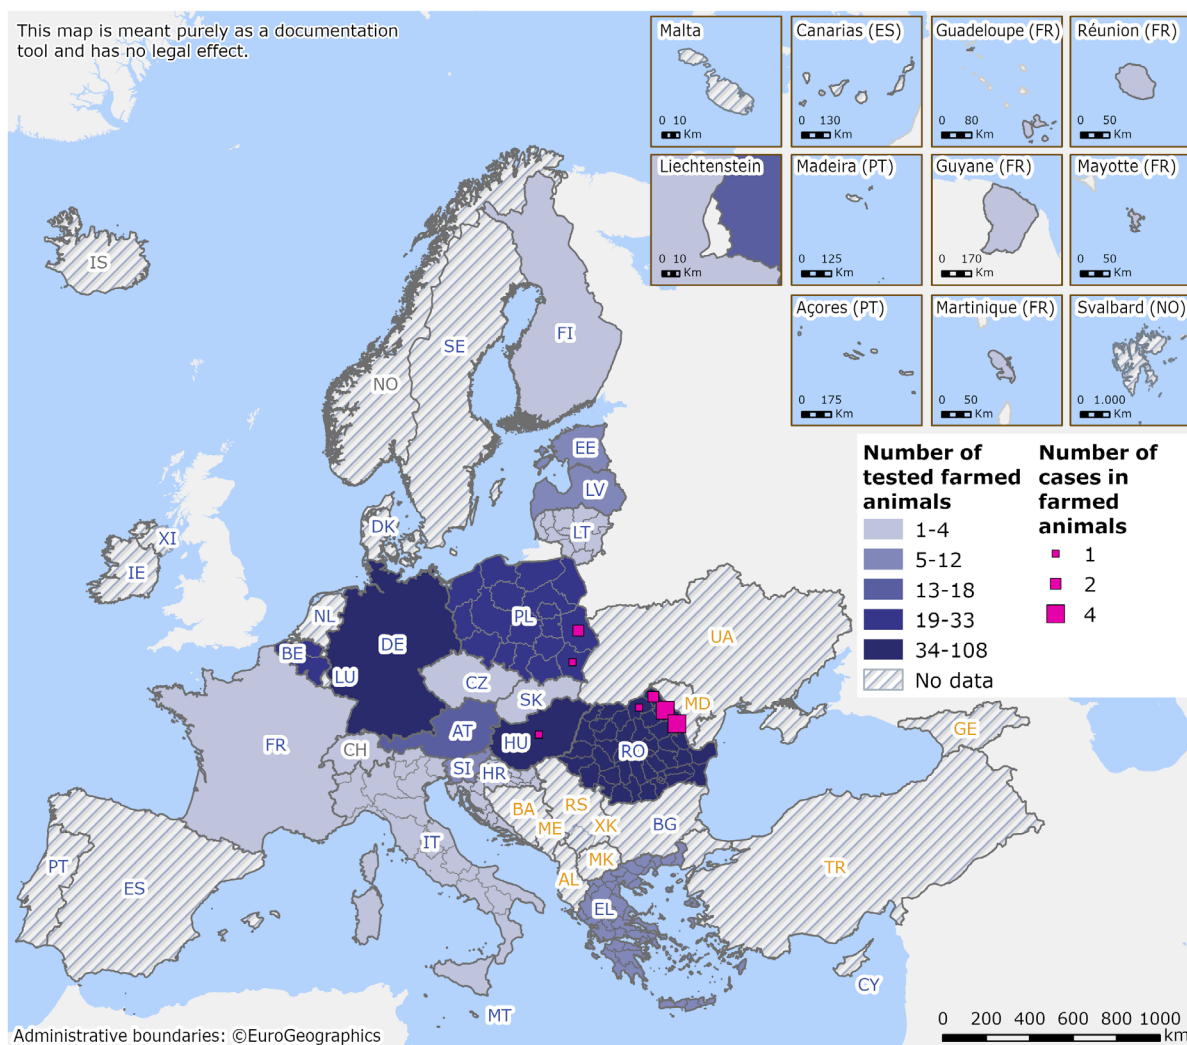 This map is meant purely as a documentation
tool and has no legal effect.
Malta
0 10
Km
Canarias (ES)
0 130
Km
Guadeloupe (FR)
0 80
Km
Réunion (FR)
0 50
Km
Liechtenstein
0 10
Km
Madeira (PT)
0 125
Km
Guyane (FR)
0 170
Km
Mayotte (FR)
0 50
Km
Açores (PT)
0 175
Km
Martinique (FR)
0 50
Km
Svalbard (NO)
0 1.000
Km
IS
SE
FI
NO
EE
LV
LT
DK
XI
IE
NL
PL
BE
DE
LU
UA
CZ
SK
MD
FR
CH
AT
HU
RO
GE
SI
HR
BA
RS
ME
XK
BG
IT
MK
AL
TR
PT
ES
EL
CY
MT
Number of
tested farmed
animals
1-4
5-12
13-18
19-33
34-108
No data
Number of
cases in
farmed
animals
1
2
4
Administrative boundaries: ©EuroGeographics
0 200 400 600 800 1000
km